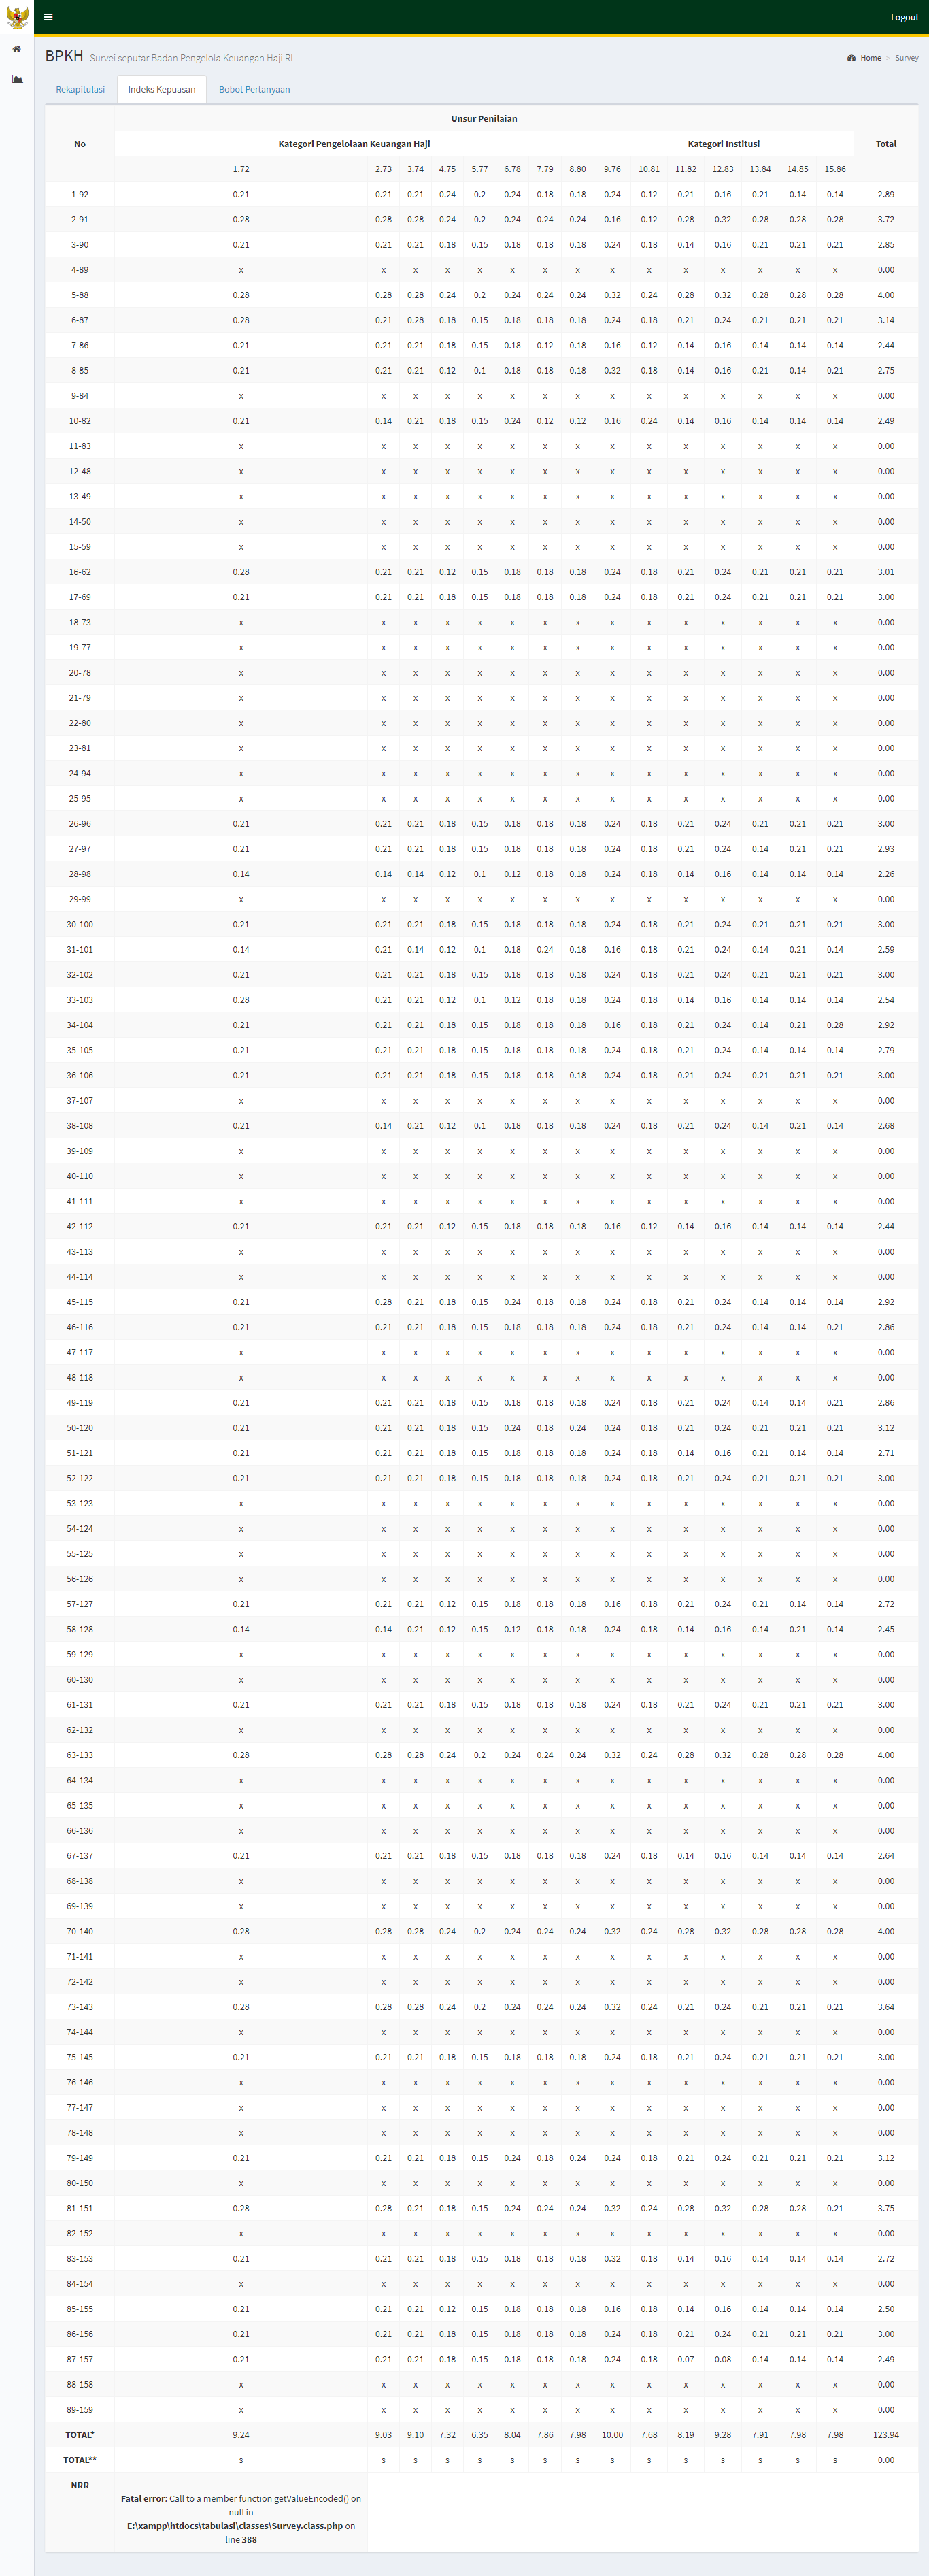 Logout
BPKH Survei seputar Badan Pengelola Keuangan Haji RI
Home > Survey
Rekapitulasi Indeks Kepuasan Bobot Pertanyaan
No Unsur Penilaian Total
Kategori Pengelolaan Keuangan Haji Kategori Institusi
1.72 2.73 3.74 4.75 5.77 6.78 7.79 8.80 9.76 10.81 11.82 12.83 13.84 14.85 15.86
1-92 0.21 0.21 0.21 0.24 0.2 0.24 0.18 0.18 0.24 0.12 0.21 0.16 0.21 0.14 0.14 2.89
2-91 0.28 0.28 0.28 0.24 0.2 0.24 0.24 0.24 0.16 0.12 0.28 0.32 0.28 0.28 0.28 3.72
3-90 0.21 0.21 0.21 0.18 0.15 0.18 0.18 0.18 0.24 0.18 0.14 0.16 0.21 0.21 0.21 2.85
4-89 x x x x x x x x x x x x x x x 0.00
5-88 0.28 0.28 0.28 0.24 0.2 0.24 0.24 0.24 0.32 0.24 0.28 0.32 0.28 0.28 0.28 4.00
6-87 0.28 0.21 0.28 0.18 0.15 0.18 0.18 0.18 0.24 0.18 0.21 0.24 0.21 0.21 0.21 3.14
7-86 0.21 0.21 0.21 0.18 0.15 0.18 0.12 0.18 0.16 0.12 0.14 0.16 0.14 0.14 0.14 2.44
8-85 0.21 0.21 0.21 0.12 0.1 0.18 0.18 0.18 0.32 0.18 0.14 0.16 0.21 0.14 0.21 2.75
9-84 x x x x x x x x x x x x x x x 0.00
10-82 0.21 0.14 0.21 0.18 0.15 0.24 0.12 0.12 0.16 0.24 0.14 0.16 0.14 0.14 0.14 2.49
11-83 x x x x x x x x x x x x x x x 0.00
12-48 x x x x x x x x x x x x x x x 0.00
13-49 x x x x x x x x x x x x x x x 0.00
14-50 x x x x x x x x x x x x x x x 0.00
15-59 x x x x x x x x x x x x x x x 0.00
16-62 0.28 0.21 0.21 0.12 0.15 0.18 0.18 0.18 0.24 0.18 0.21 0.24 0.21 0.21 0.21 3.01
17-69 0.21 0.21 0.21 0.18 0.15 0.18 0.18 0.18 0.24 0.18 0.21 0.24 0.21 0.21 0.21 3.00
18-73 x x x x x x x x x x x x x x x 0.00
19-77 x x x x x x x x x x x x x x x 0.00
20-78 x x x x x x x x x x x x x x x 0.00
21-79 x x x x x x x x x x x x x x x 0.00
22-80 x x x x x x x x x x x x x x x 0.00
23-81 x x x x x x x x x x x x x x x 0.00
24-94 x x x x x x x x x x x x x x x 0.00
25-95 x x x x x x x x x x x x x x x 0.00
26-96 0.21 0.21 0.21 0.18 0.15 0.18 0.18 0.18 0.24 0.18 0.21 0.24 0.21 0.21 0.21 3.00
27-97 0.21 0.21 0.21 0.18 0.15 0.18 0.18 0.18 0.24 0.18 0.21 0.24 0.14 0.21 0.21 2.93
28-98 0.14 0.14 0.14 0.12 0.1 0.12 0.18 0.18 0.24 0.18 0.14 0.16 0.14 0.14 0.14 2.26
29-99 x x x x x x x x x x x x x x x 0.00
30-100 0.21 0.21 0.21 0.18 0.15 0.18 0.18 0.18 0.24 0.18 0.21 0.24 0.21 0.21 0.21 3.00
31-101 0.14 0.21 0.14 0.12 0.1 0.18 0.24 0.18 0.16 0.18 0.21 0.24 0.14 0.21 0.14 2.59
32-102 0.21 0.21 0.21 0.18 0.15 0.18 0.18 0.18 0.24 0.18 0.21 0.24 0.21 0.21 0.21 3.00
33-103 0.28 0.21 0.21 0.12 0.1 0.12 0.18 0.18 0.24 0.18 0.14 0.16 0.14 0.14 0.14 2.54
34-104 0.21 0.21 0.21 0.18 0.15 0.18 0.18 0.18 0.16 0.18 0.21 0.24 0.14 0.21 0.28 2.92
35-105 0.21 0.21 0.21 0.18 0.15 0.18 0.18 0.18 0.24 0.18 0.21 0.24 0.14 0.14 0.14 2.79
36-106 0.21 0.21 0.21 0.18 0.15 0.18 0.18 0.18 0.24 0.18 0.21 0.24 0.21 0.21 0.21 3.00
37-107 x x x x x x x x x x x x x x x 0.00
38-108 0.21 0.14 0.21 0.12 0.1 0.18 0.18 0.18 0.24 0.18 0.21 0.24 0.14 0.21 0.14 2.68
39-109 x x x x x x x x x x x x x x x 0.00
40-110 x x x x x x x x x x x x x x x 0.00
41-111 x x x x x x x x x x x x x x x 0.00
42-112 0.21 0.21 0.21 0.12 0.15 0.18 0.18 0.18 0.16 0.12 0.14 0.16 0.14 0.14 0.14 2.44
43-113 x x x x x x x x x x x x x x x 0.00
44-114 x x x x x x x x x x x x x x x 0.00
45-115 0.21 0.28 0.21 0.18 0.15 0.24 0.18 0.18 0.24 0.18 0.21 0.24 0.14 0.14 0.14 2.92
46-116 0.21 0.21 0.21 0.18 0.15 0.18 0.18 0.18 0.24 0.18 0.21 0.24 0.14 0.14 0.21 2.86
47-117 x x x x x x x x x x x x x x x 0.00
48-118 x x x x x x x x x x x x x x x 0.00
49-119 0.21 0.21 0.21 0.18 0.15 0.18 0.18 0.18 0.24 0.18 0.21 0.24 0.14 0.14 0.21 2.86
50-120 0.21 0.21 0.21 0.18 0.15 0.24 0.18 0.24 0.24 0.18 0.21 0.24 0.21 0.21 0.21 3.12
51-121 0.21 0.21 0.21 0.18 0.15 0.18 0.18 0.18 0.24 0.18 0.14 0.16 0.21 0.14 0.14 2.71
52-122 0.21 0.21 0.21 0.18 0.15 0.18 0.18 0.18 0.24 0.18 0.21 0.24 0.21 0.21 0.21 3.00
53-123 x x x x x x x x x x x x x x x 0.00
54-124 x x x x x x x x x x x x x x x 0.00
55-125 x x x x x x x x x x x x x x x 0.00
56-126 x x x x x x x x x x x x x x x 0.00
57-127 0.21 0.21 0.21 0.12 0.15 0.18 0.18 0.18 0.16 0.18 0.21 0.24 0.21 0.14 0.14 2.72
58-128 0.14 0.14 0.21 0.12 0.15 0.12 0.18 0.18 0.24 0.18 0.14 0.16 0.14 0.21 0.14 2.45
59-129 x x x x x x x x x x x x x x x 0.00
60-130 x x x x x x x x x x x x x x x 0.00
61-131 0.21 0.21 0.21 0.18 0.15 0.18 0.18 0.18 0.24 0.18 0.21 0.24 0.21 0.21 0.21 3.00
62-132 x x x x x x x x x x x x x x x 0.00
63-133 0.28 0.28 0.28 0.24 0.2 0.24 0.24 0.24 0.32 0.24 0.28 0.32 0.28 0.28 0.28 4.00
64-134 x x x x x x x x x x x x x x x 0.00
65-135 x x x x x x x x x x x x x x x 0.00
66-136 x x x x x x x x x x x x x x x 0.00
67-137 0.21 0.21 0.21 0.18 0.15 0.18 0.18 0.18 0.24 0.18 0.14 0.16 0.14 0.14 0.14 2.64
68-138 x x x x x x x x x x x x x x x 0.00
69-139 x x x x x x x x x x x x x x x 0.00
70-140 0.28 0.28 0.28 0.24 0.2 0.24 0.24 0.24 0.32 0.24 0.28 0.32 0.28 0.28 0.28 4.00
71-141 x x x x x x x x x x x x x x x 0.00
72-142 x x x x x x x x x x x x x x x 0.00
73-143 0.28 0.28 0.28 0.24 0.2 0.24 0.24 0.24 0.32 0.24 0.21 0.24 0.21 0.21 0.21 3.64
74-144 x x x x x x x x x x x x x x x 0.00
75-145 0.21 0.21 0.21 0.18 0.15 0.18 0.18 0.18 0.24 0.18 0.21 0.24 0.21 0.21 0.21 3.00
76-146 x x x x x x x x x x x x x x x 0.00
77-147 x x x x x x x x x x x x x x x 0.00
78-148 x x x x x x x x x x x x x x x 0.00
79-149 0.21 0.21 0.21 0.18 0.15 0.24 0.18 0.24 0.24 0.18 0.21 0.24 0.21 0.21 0.21 3.12
80-150 x x x x x x x x x x x x x x x 0.00
81-151 0.28 0.28 0.21 0.18 0.15 0.24 0.24 0.24 0.32 0.24 0.28 0.32 0.28 0.28 0.21 3.75
82-152 x x x x x x x x x x x x x x x 0.00
83-153 0.21 0.21 0.21 0.18 0.15 0.18 0.18 0.18 0.32 0.18 0.14 0.16 0.14 0.14 0.14 2.72
84-154 x x x x x x x x x x x x x x x 0.00
85-155 0.21 0.21 0.21 0.12 0.15 0.18 0.18 0.18 0.16 0.18 0.14 0.16 0.14 0.14 0.14 2.50
86-156 0.21 0.21 0.21 0.18 0.15 0.18 0.18 0.18 0.24 0.18 0.21 0.24 0.21 0.21 0.21 3.00
87-157 0.21 0.21 0.21 0.18 0.15 0.18 0.18 0.18 0.24 0.18 0.07 0.08 0.14 0.14 0.14 2.49
88-158 x x x x x x x x x x x x x x x 0.00
89-159 x x x x x x x x x x x x x x x 0.00
TOTAL* 9.24 9.03 9.10 7.32 6.35 8.04 7.86 7.98 10.00 7.68 8.19 9.28 7.91 7.98 7.98 123.94
TOTAL** s s s s s s s s s s s s s s s 0.00
NRR
Fatal error: Call to a member function getValueEncoded() on
null in
E:\xampp\htdocs\tabulasi\classes\Survey.class.php on
line 388